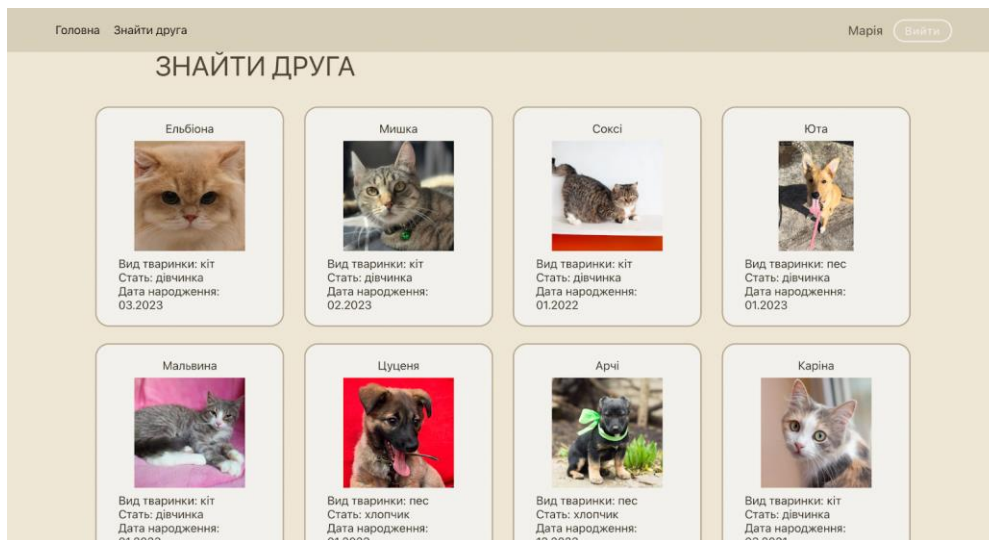 Головна Знайти друга Марія Вийти
ЗНАЙТИ ДРУГА
Ельбіона
Вид тваринки: кіт
Стать: дівчинка
Дата народження:
03.2023
Мишка
Вид тваринки: кіт
Стать: дівчинка
Дата народження:
02.2023
Соксі
Вид тваринки: кіт
Стать: дівчинка
Дата народження:
01.2022
Юта
Вид тваринки: пес
Стать: дівчинка
Дата народження:
01.2023
Мальвина
Вид тваринки: кіт
Стать: дівчинка
Дата народження:
Цуценя
Вид тваринки: пес
Стать: хлопчик
Дата народження:
Арчі
Вид тваринки: пес
Стать: хлопчик
Дата народження:
Каріна
Вид тваринки: кіт
Стать: дівчинка
Дата народження: